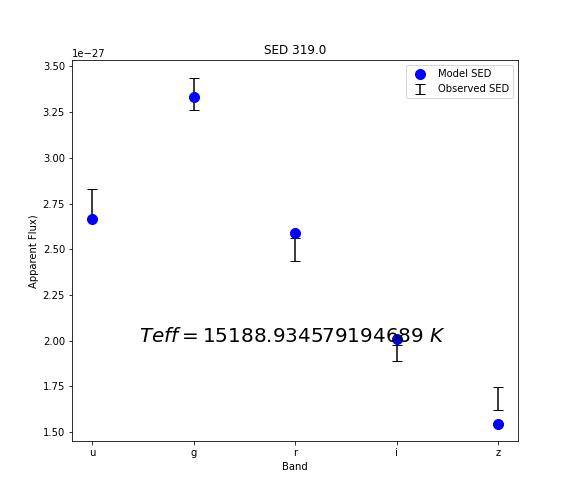 SED 319.0
1e−27
3.50
3.25
3.00
2.75
2.50
2.25
2.00
1.75
1.50
Apparent Flux)
Model SED
Observed SED
Teff = 15188.934579194689 K
u g r i z
Band